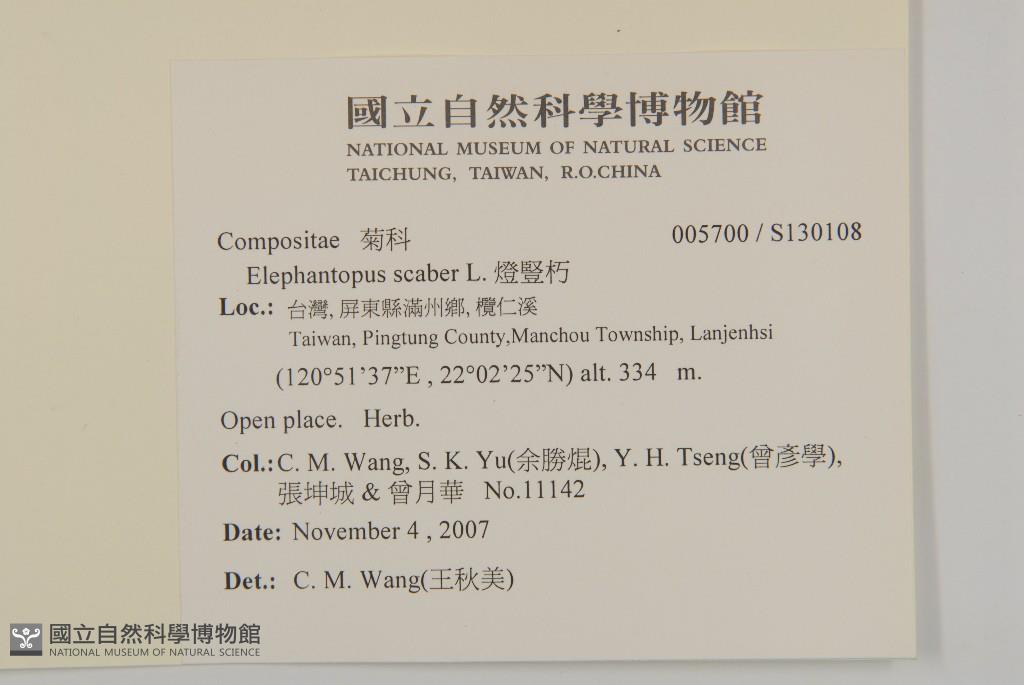 國立自然科學博物館
NATIONAL MUSEUM OF NATURAL SCIENCE
TAICHUNG, TAIWAN, R.O.CHINA
Compositae 菊科 005700 / S130108
Elephantopus scaber L. 燈豎朽
Loc.: 台灣, 屏東縣滿州鄉, 欖仁溪
Taiwan, Pingtung County,Manchou Township, Lanjenhsi
(120°51’37”E , 22°02’25”N) alt. 334 m.
Open place. Herb.
Col.: C. M. Wang, S. K. Yu(余勝焜), Y. H. Tseng(曾彥學),
張坤城 & 曾月華 No.11142
Date: November 4 , 2007
Det.: C. M. Wang(王秋美)
國立自然科學博物館
NATIONAL MUSEUM OF NATURAL SCIENCE